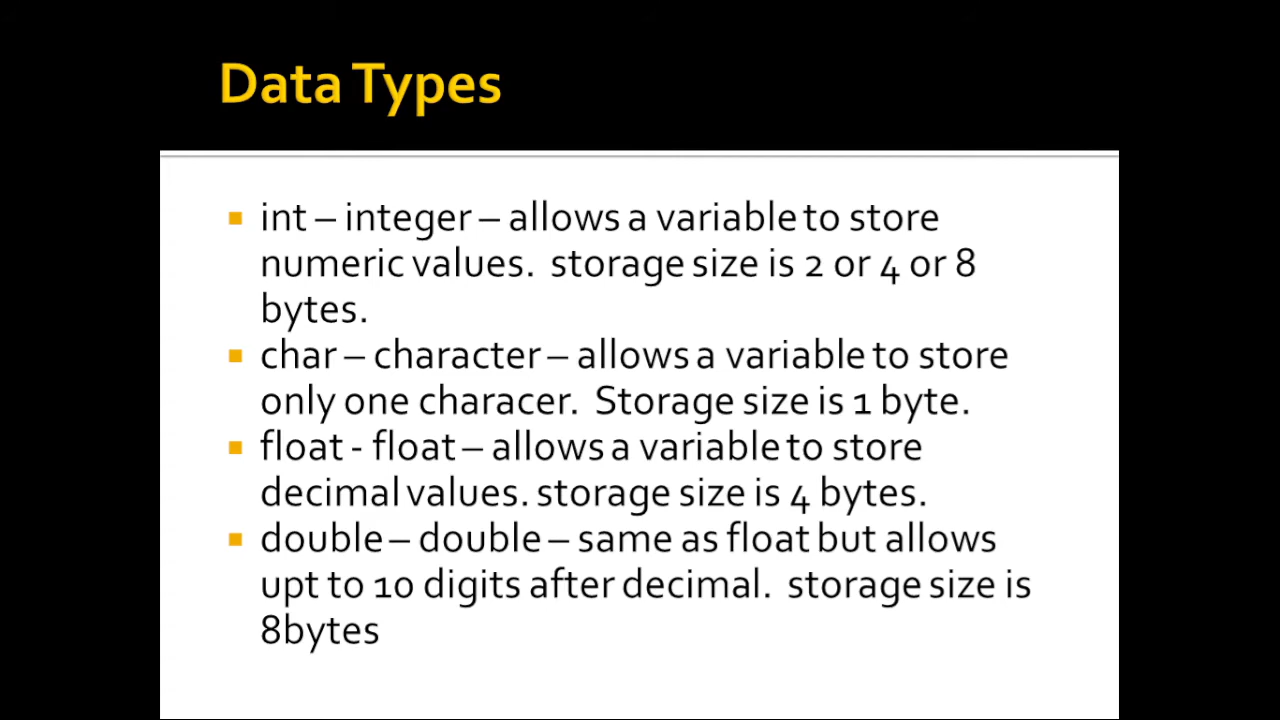 Data Types
int – integer – allows a variable to store
numeric values.  storage size is 2 or 4 or 8
bytes.
char – character – allows a variable to store
only one characer.  Storage size is 1 byte.
float - float – allows a variable to store
decimal values. storage size is 4 bytes.
double – double – same as float but allows
upt to 10 digits after decimal.  storage size is
8bytes